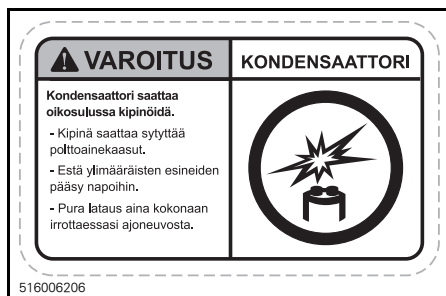 VAROITUS
KONDENSAATTORI
Kondensaattori saattaa
oikosulussa kipinöidä.
- Kipinä saattaa sytyttää
polttoainekaasut.
- Estä ylimääräisten esineiden
pääsy napoihin.
- Pura lataus aina kokonaan
irrottaessasi ajoneuvosta.
516006206